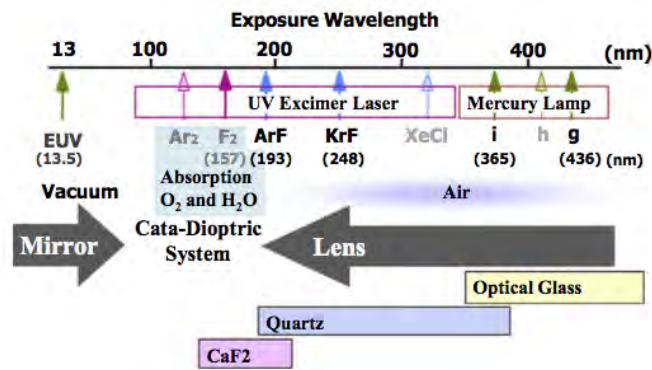 Exposure Wavelength
13 100 200 300 400 (nm)
UV Excimer Laser Mercury Lamp
EUV Ar₂ F₂ ArF KrF XeCl i h g
(13.5) (157) (193) (248) (365) (436) (nm)
Vacuum Absorption Air
O₂ and H₂O
Mirror Cata-Dioptric Lens
System
Optical Glass
Quartz
CaF2